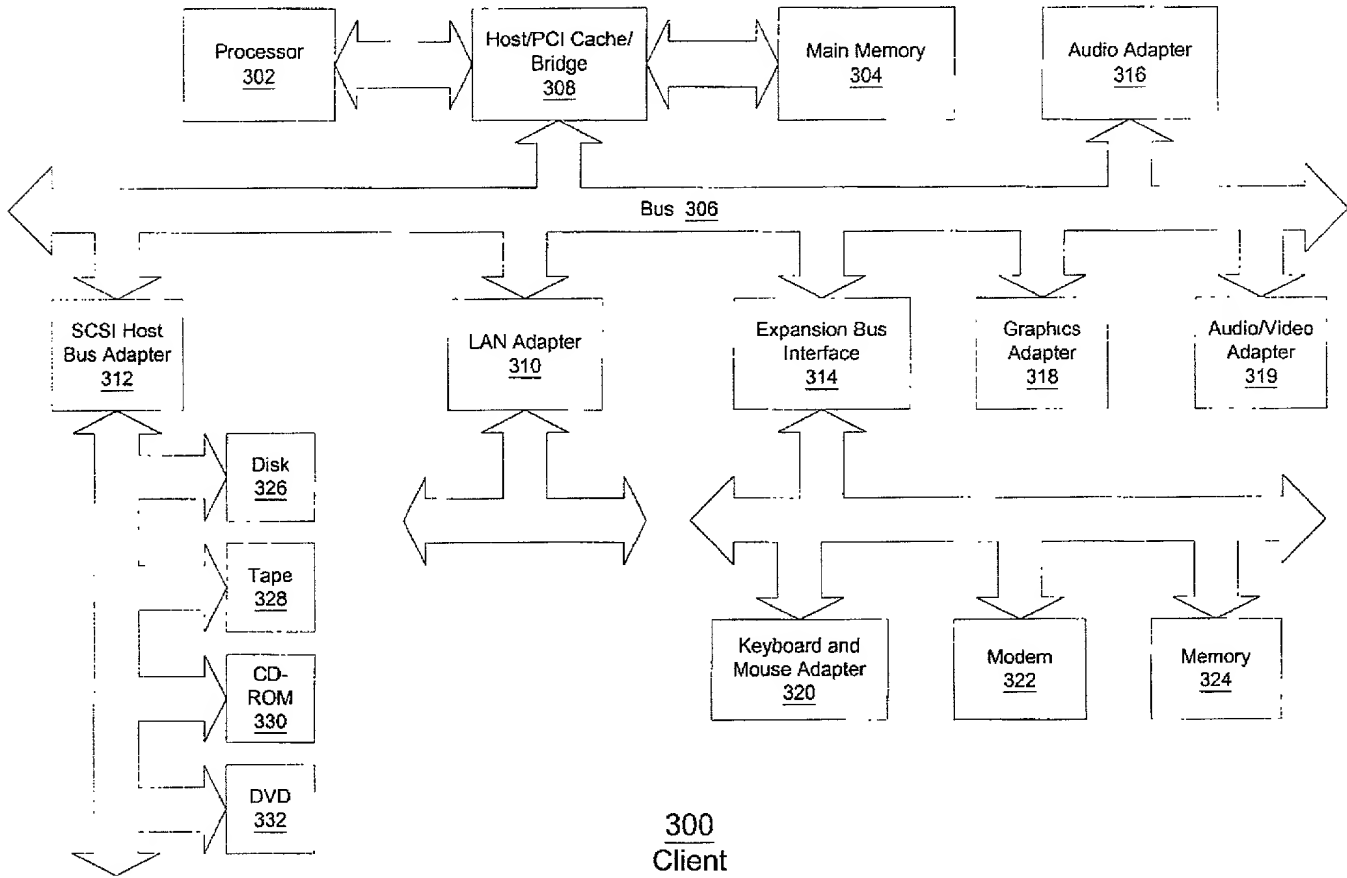 Processor
302
Host/PCI Cache/
Bridge
308
Main Memory
304
Audio Adapter
316
Bus 306
SCSI Host
Bus Adapter
312
LAN Adapter
310
Expansion Bus
Interface
314
Graphics
Adapter
318
Audio/Video
Adapter
319
Disk
326
Tape
328
CD-
ROM
330
DVD
332
Keyboard and
Mouse Adapter
320
Modem
322
Memory
324
300
Client